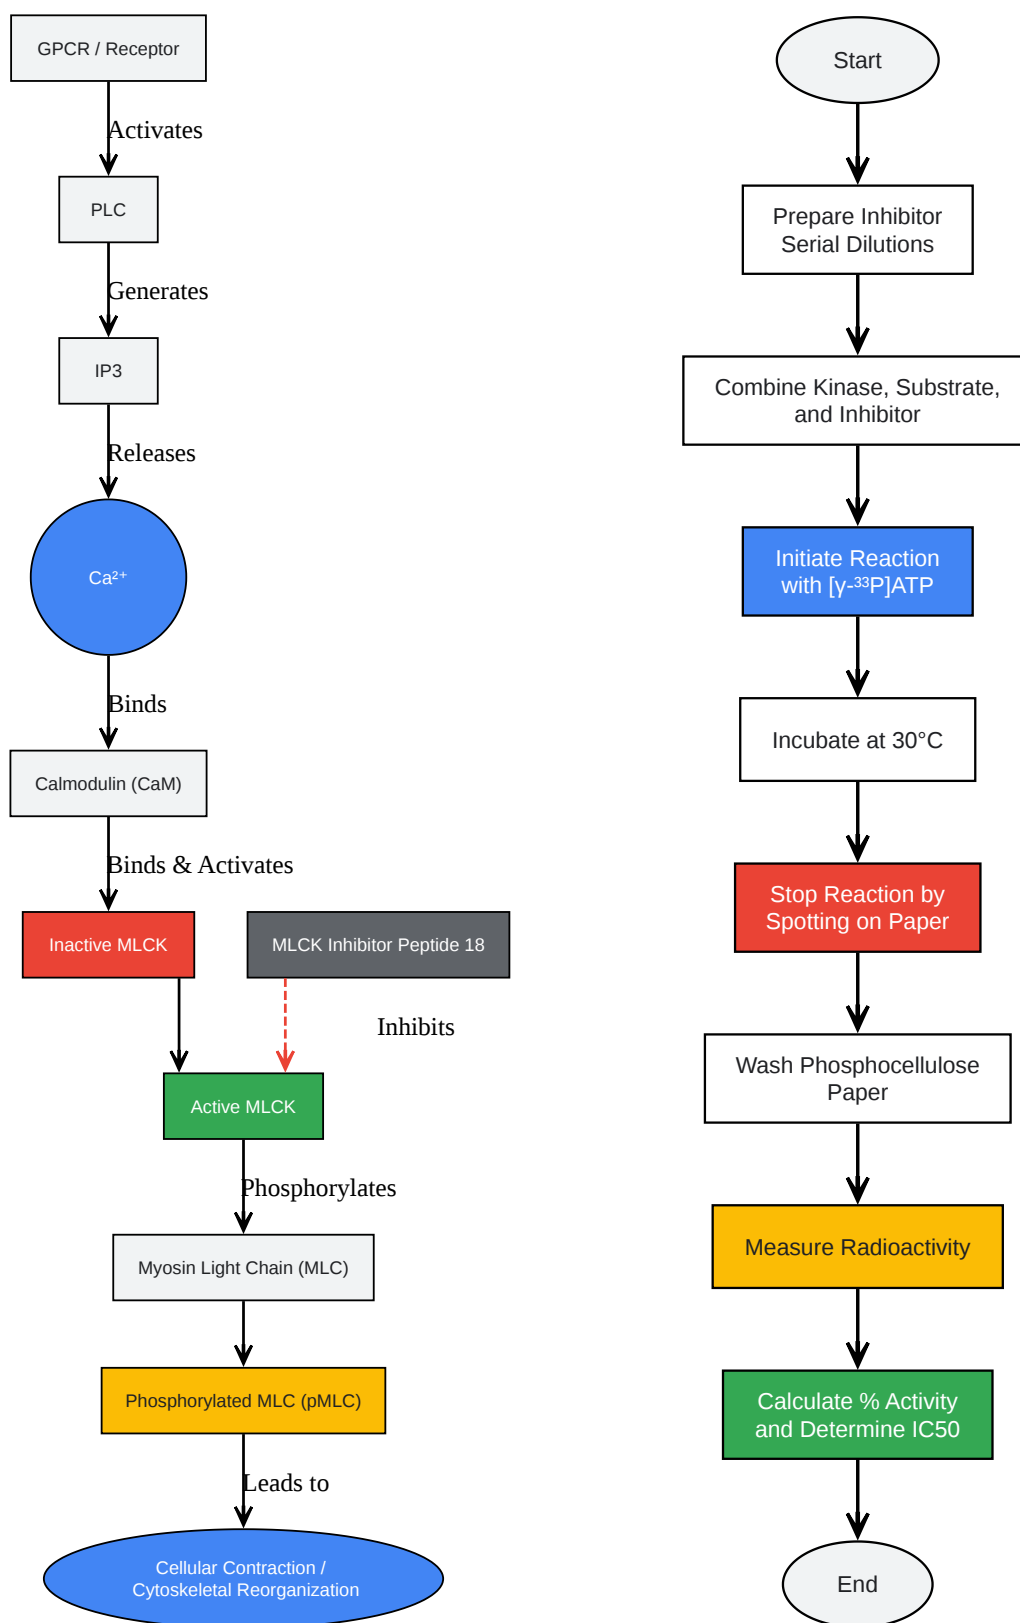 GPCR / Receptor
Activates
PLC
Generates
IP3
Releases
Ca²⁺
Binds
Calmodulin (CaM)
Binds & Activates
Inactive MLCK
MLCK Inhibitor Peptide 18
Inhibits
Active MLCK
Phosphorylates
Myosin Light Chain (MLC)
Phosphorylated MLC (pMLC)
Leads to
Cellular Contraction /
Cytoskeletal Reorganization
Start
Prepare Inhibitor
Serial Dilutions
Combine Kinase, Substrate,
and Inhibitor
Initiate Reaction
with [γ-³³P]ATP
Incubate at 30°C
Stop Reaction by
Spotting on Paper
Wash Phosphocellulose
Paper
Measure Radioactivity
Calculate % Activity
and Determine IC50
End